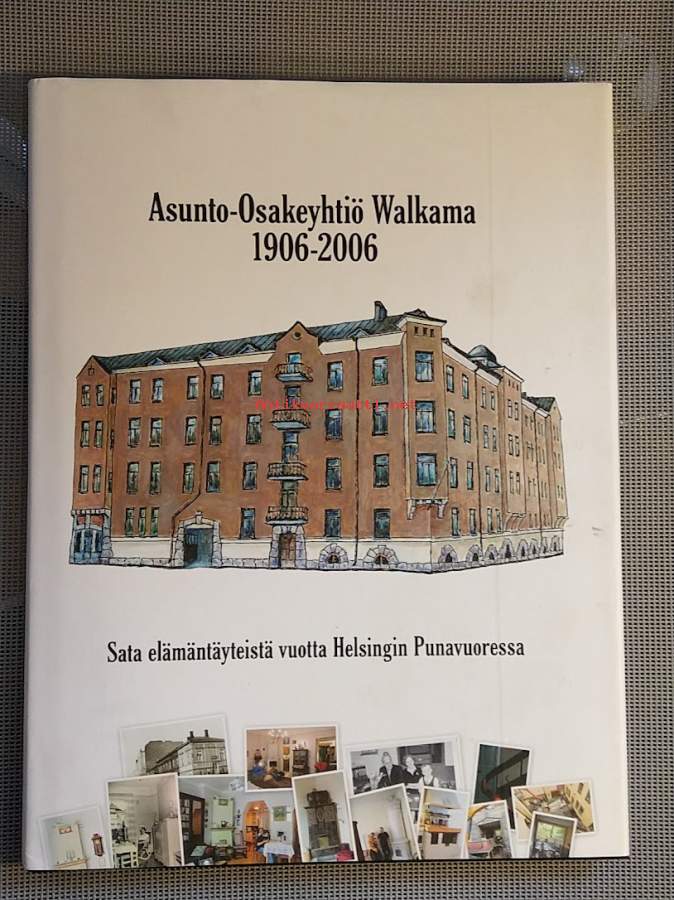 Asunto-Osakeyhtiö Walkama
1906-2006
Sata elämäntäyteistä vuotta Helsingin Punavuoressa